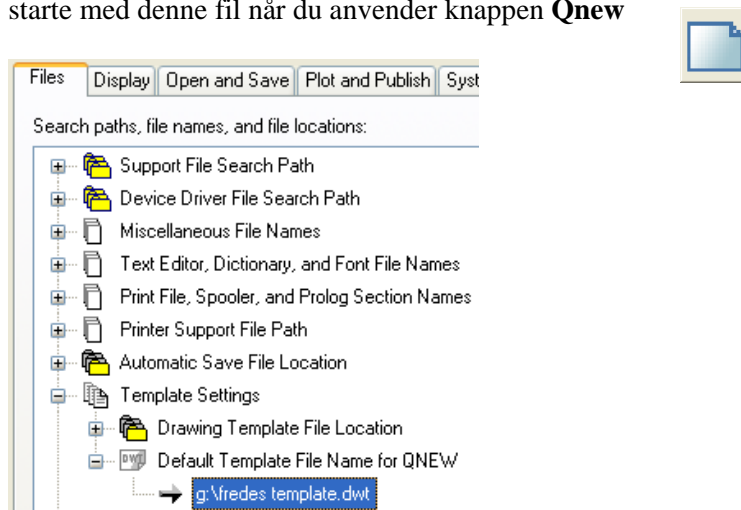 starte med denne fil når du anvender knappen Qnew
Files Display Open and Save Plot and Publish Syst
Search paths, file names, and file locations:
Support File Search Path
Device Driver File Search Path
Miscellaneous File Names
Text Editor, Dictionary, and Font File Names
Print File, Spooler, and Prolog Section Names
Printer Support File Path
Automatic Save File Location
Template Settings
Drawing Template File Location
DWT Default Template File Name for QNEW
g:\fredes template.dwt